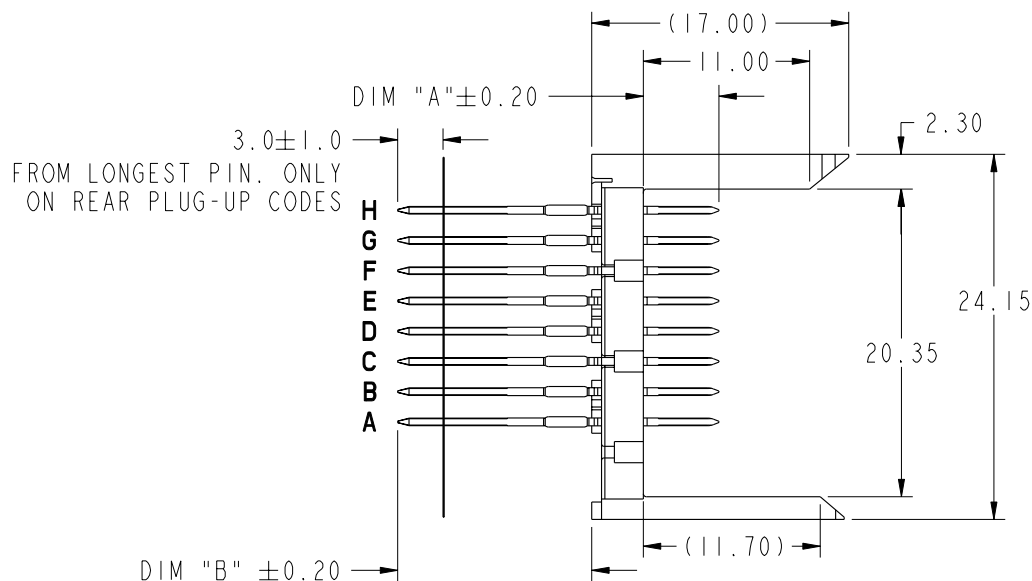 (17.00)
11.00
DIM "A"±0.20
2.30
3.0±1.0
FROM LONGEST PIN. ONLY
ON REAR PLUG-UP CODES
H
G
F
E
D
C
B
A
24.15
20.35
(11.70)
DIM "B" ±0.20